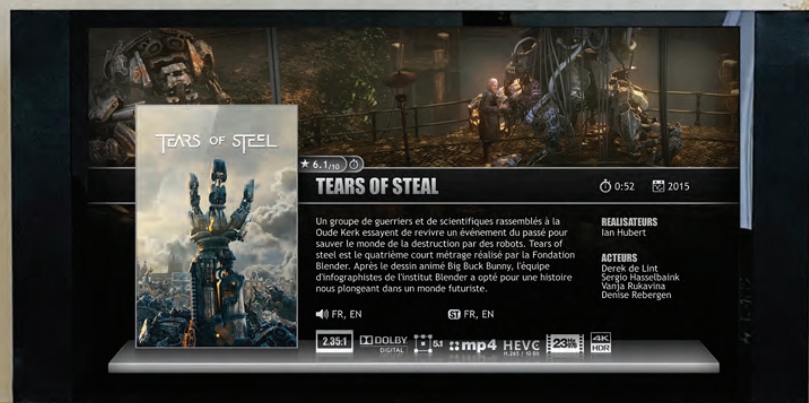 TEARS OF STEEL
6.1/10
TEARS OF STEAL
0:52 2015
Un groupe de guerriers et de scientifiques rassemblés à la
Oude Kerk essayent de revivre un événement du passé pour
sauver le monde de la destruction par des robots. Tears of
steel est le quatrième court métrage réalisé par la Fondation
Blender. Après le dessin animé Big Buck Bunny, l'équipe
d'infographistes de l'institut Blender a opté pour une histoire
nous plongeant dans un monde futuriste.
REALISATEURS
Ian Hubert
ACTEURS
Derek de Lint
Sergio Hasselbaink
Vanja Rukavina
Denise Rebergen
FR, EN
ST FR, EN
2.35:1 DOLBY DIGITAL 5.1 mp4 HEVC H.265 / 10 Bit 23 4K HDR